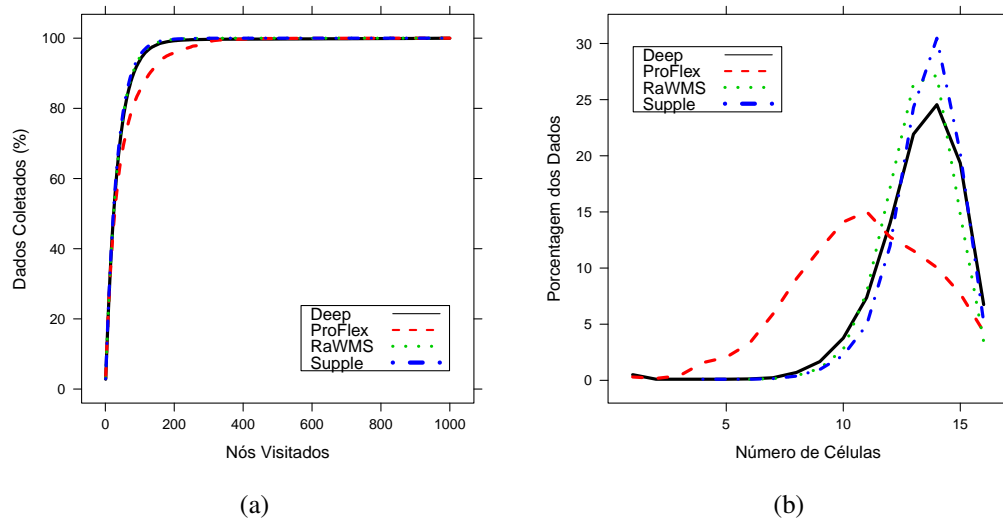 100
80
60
40
20
0
Dados Coletados (%)
Deep
ProFlex
RaWMS
Supple
0
200
400
600
800
1000
Nós Visitados
(a)
30
25
20
15
10
5
0
Porcentagem dos Dados
Deep
ProFlex
RaWMS
Supple
5
10
15
Número de Células
(b)